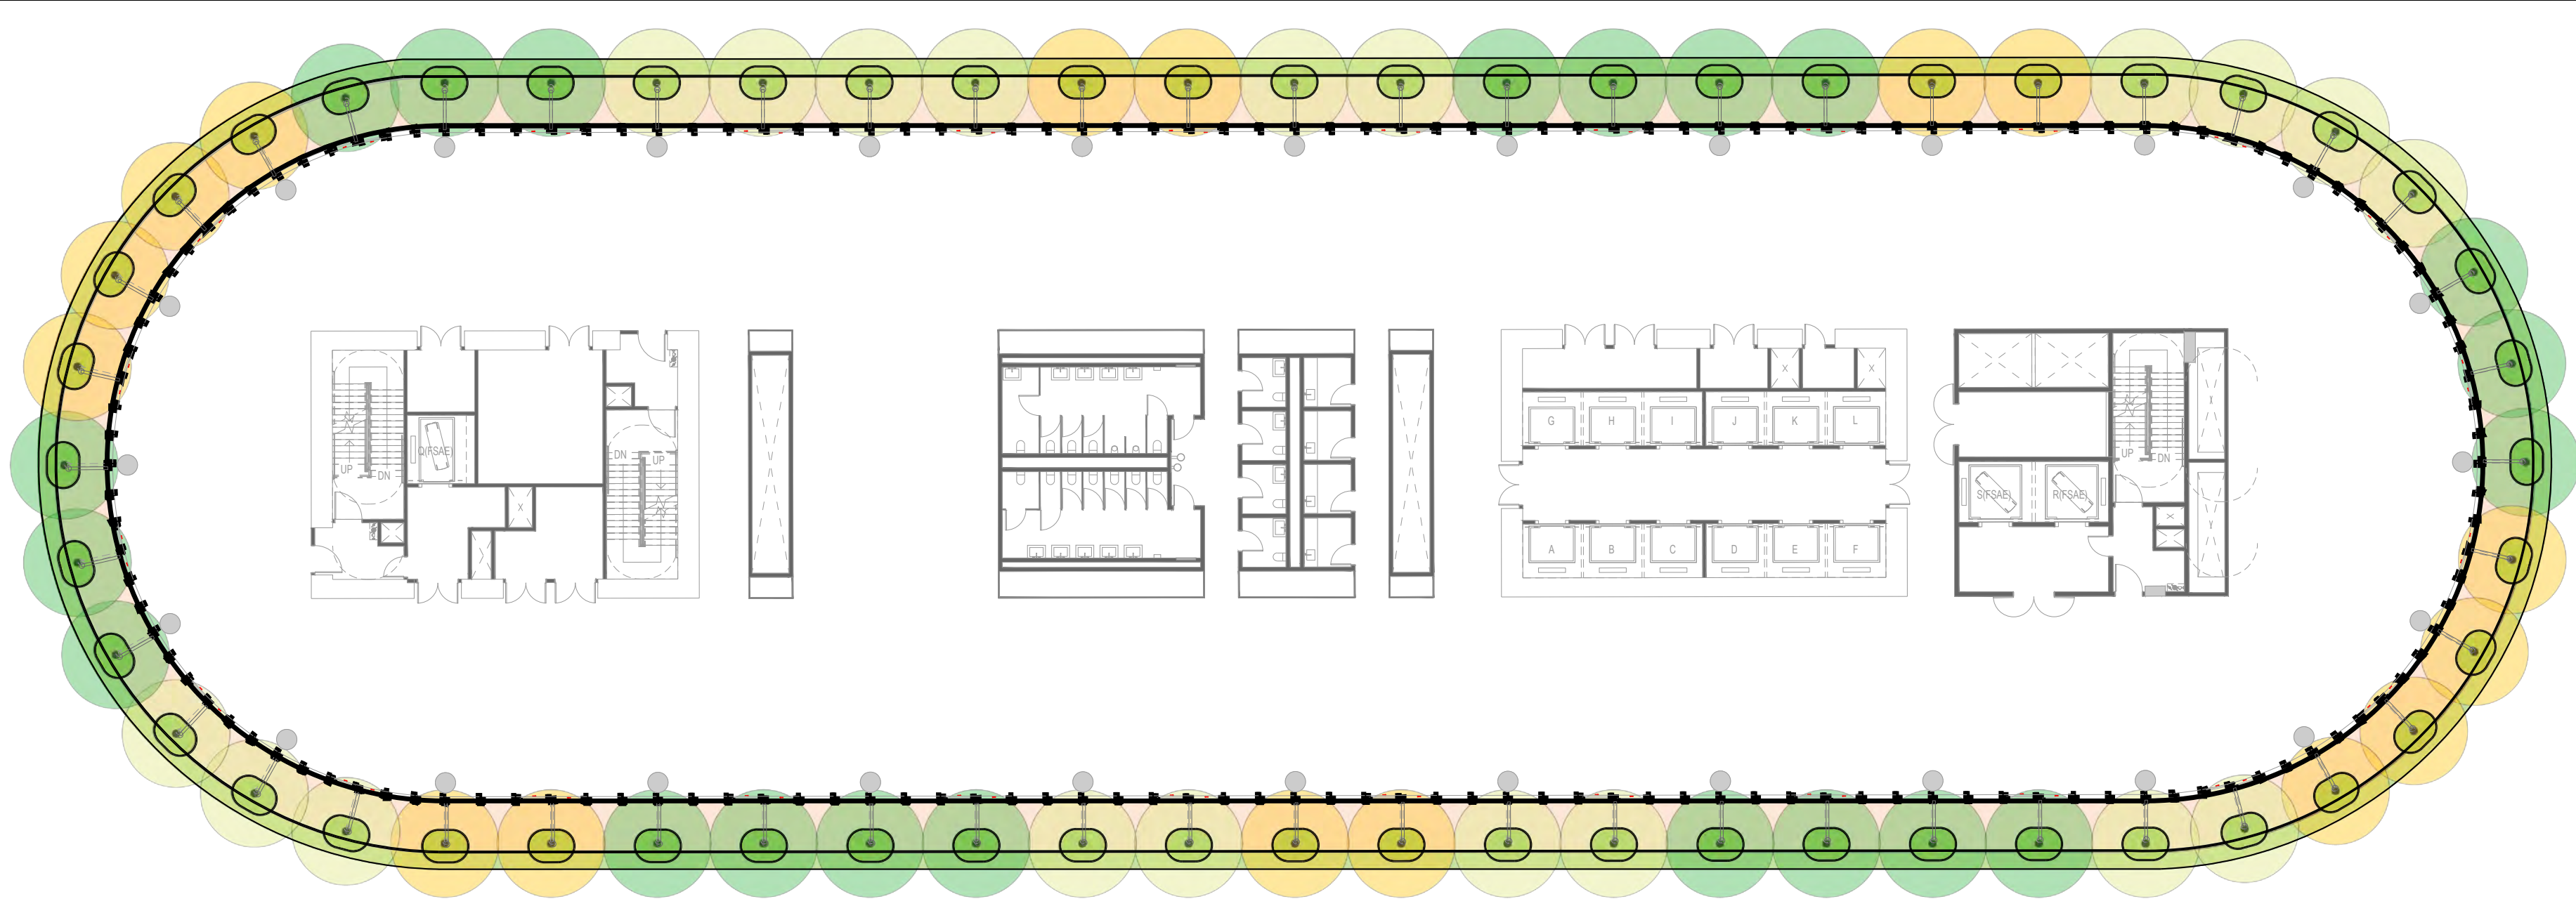 X X
G H I J K L
Q(FSAE)
DN UP
UP DN
UP DN
S(FSAE) R(FSAE)
X
X
A B C D E F